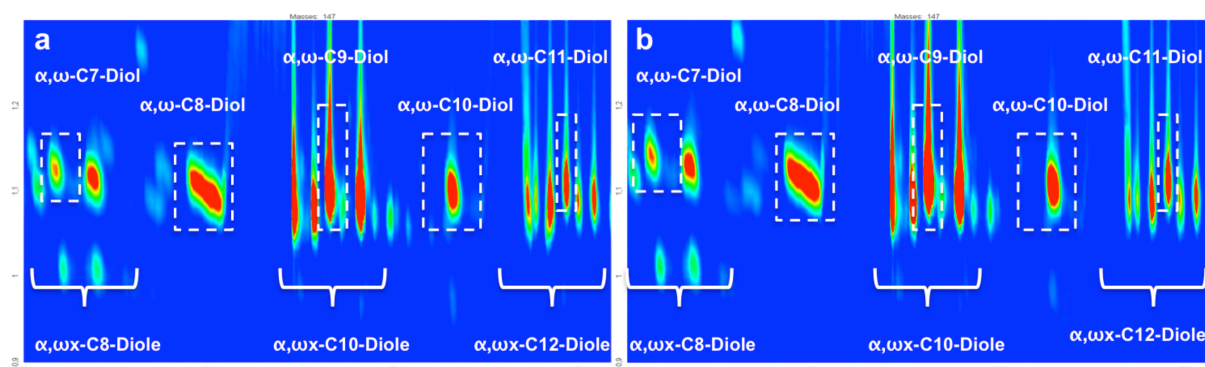 Masses: 147
a
α,ω-C7-Diol
α,ω-C8-Diol
α,ω-C9-Diol
α,ω-C10-Diol
α,ω-C11-Diol
1,2
1,1
1
0,9
α,ωx-C8-Diole
α,ωx-C10-Diole
α,ωx-C12-Diole
Masses: 147
b
α,ω-C7-Diol
α,ω-C8-Diol
α,ω-C9-Diol
α,ω-C10-Diol
α,ω-C11-Diol
1,2
1,1
1
0,9
α,ωx-C8-Diole
α,ωx-C10-Diole
α,ωx-C12-Diole